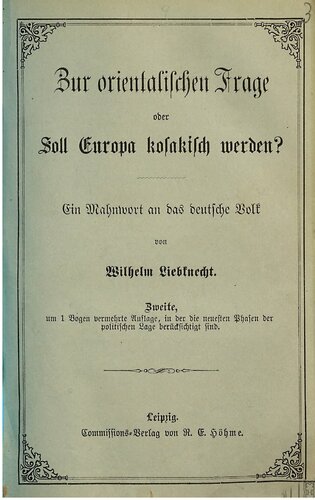 3
Zur orientalischen Frage
oder
Soll Europa kosakisch werden?
Ein Mahnwort an das deutsche Volk
von
Wilhelm Liebknecht.
Zweite,
um 1 Bogen vermehrte Auflage, in der die neuesten Phasen der
politischen Lage berücksichtigt sind.
Leipzig.
Commissions-Verlag von R. E. Höhme.